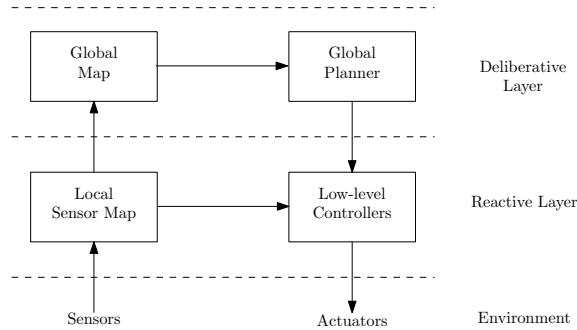 Global
Map
Global
Planner
Deliberative
Layer
Local
Sensor Map
Low-level
Controllers
Reactive Layer
Sensors
Actuators
Environment